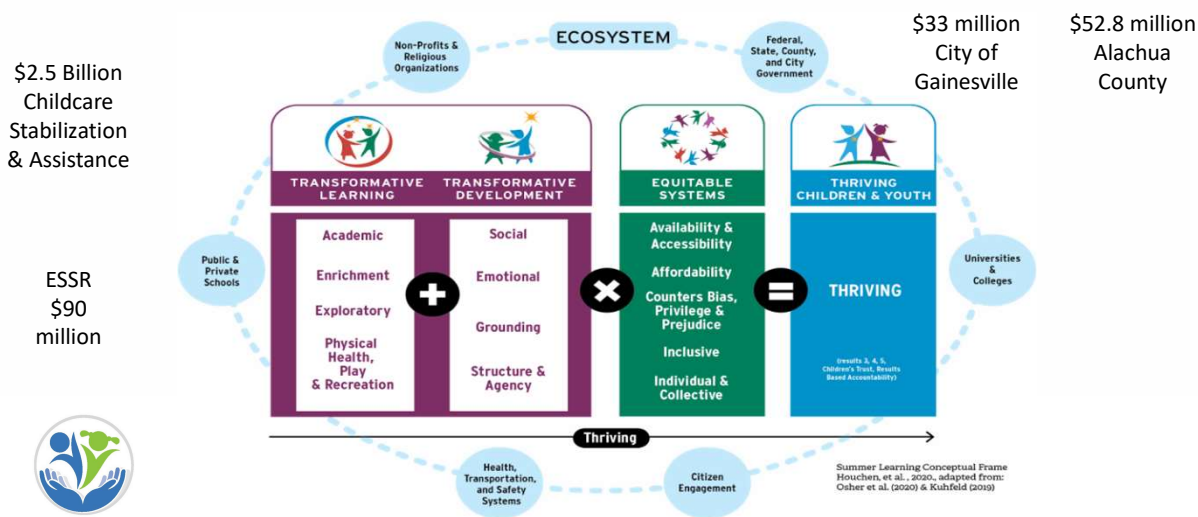 $2.5 Billion
Childcare
Stabilization
& Assistance
ESSR
$90
million
ECOSYSTEM
Non-Profits &
Religious
Organizations
Federal,
State, County,
and City
Government
$33 million
City of
Gainesville
$52.8 million
Alachua
County
TRANSFORMATIVE
LEARNING
TRANSFORMATIVE
DEVELOPMENT
EQUITABLE
SYSTEMS
THRIVING
CHILDREN & YOUTH
Public &
Private
Schools
Academic
Enrichment
Exploratory
Physical
Health,
Play
& Recreation
+
Social
Emotional
Grounding
Structure &
Agency
×
Availability &
Accessibility
Affordability
Counters Bias,
Privilege &
Prejudice
Inclusive
Individual &
Collective
=
THRIVING
(results 3, 4, 5,
Children's Trust, Results
Based Accountability)
Universities
&
Colleges
Thriving
Health,
Transportation,
and Safety
Systems
Citizen
Engagement
Summer Learning Conceptual Frame
Houchen, et al. , 2020., adapted from:
Osher et al. (2020) & Kuhfeld (2019)